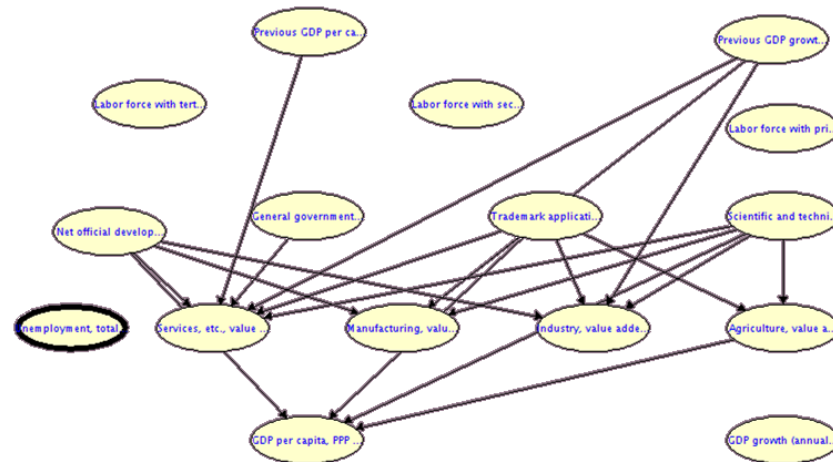 Previous GDP per ca...
Previous GDP growt...
Labor force with tert...
Labor force with sec...
Labor force with pri...
Net official develop...
General government...
Trademark applicati...
Scientific and techni...
nemployment, total...
Services, etc., value ...
Manufacturing, valu...
Industry, value adde...
Agriculture, value a...
GDP per capita, PPP ...
GDP growth (annual...